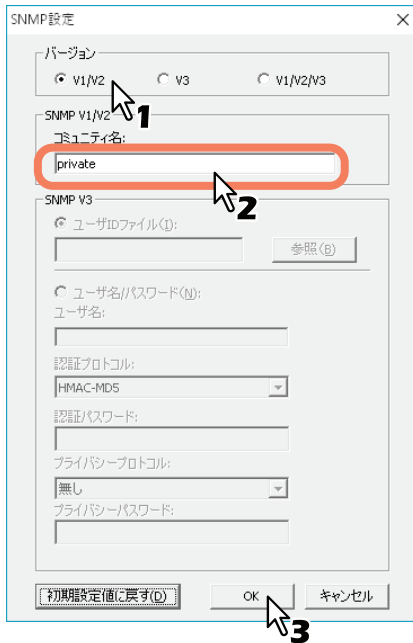 SNMP設定
バージョン
V1/V2 V3 V1/V2/V3
1
SNMP V1/V2
コミュニティ名:
private
2
SNMP V3
ユーザIDファイル(I):
参照(B)
ユーザ名/パスワード(N):
ユーザ名:
認証プロトコル:
HMAC-MD5
認証パスワード:
プライバシープロトコル:
無し
プライバシーパスワード:
初期設定値に戻す(D) OK キャンセル
3